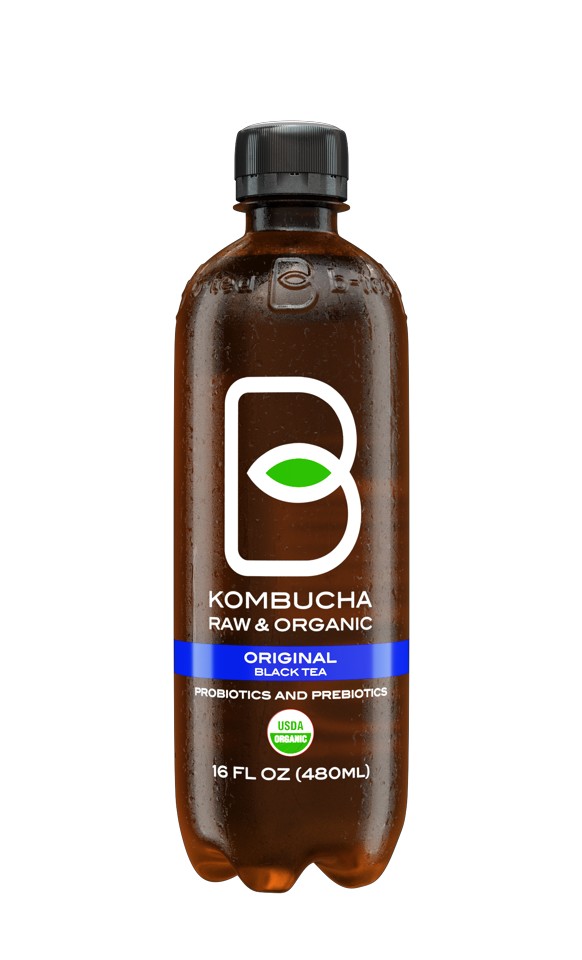 B
KOMBUCHA
RAW & ORGANIC
ORIGINAL
BLACK TEA
PROBIOTICS AND PREBIOTICS
USDA
ORGANIC
16 FL OZ (480ML)